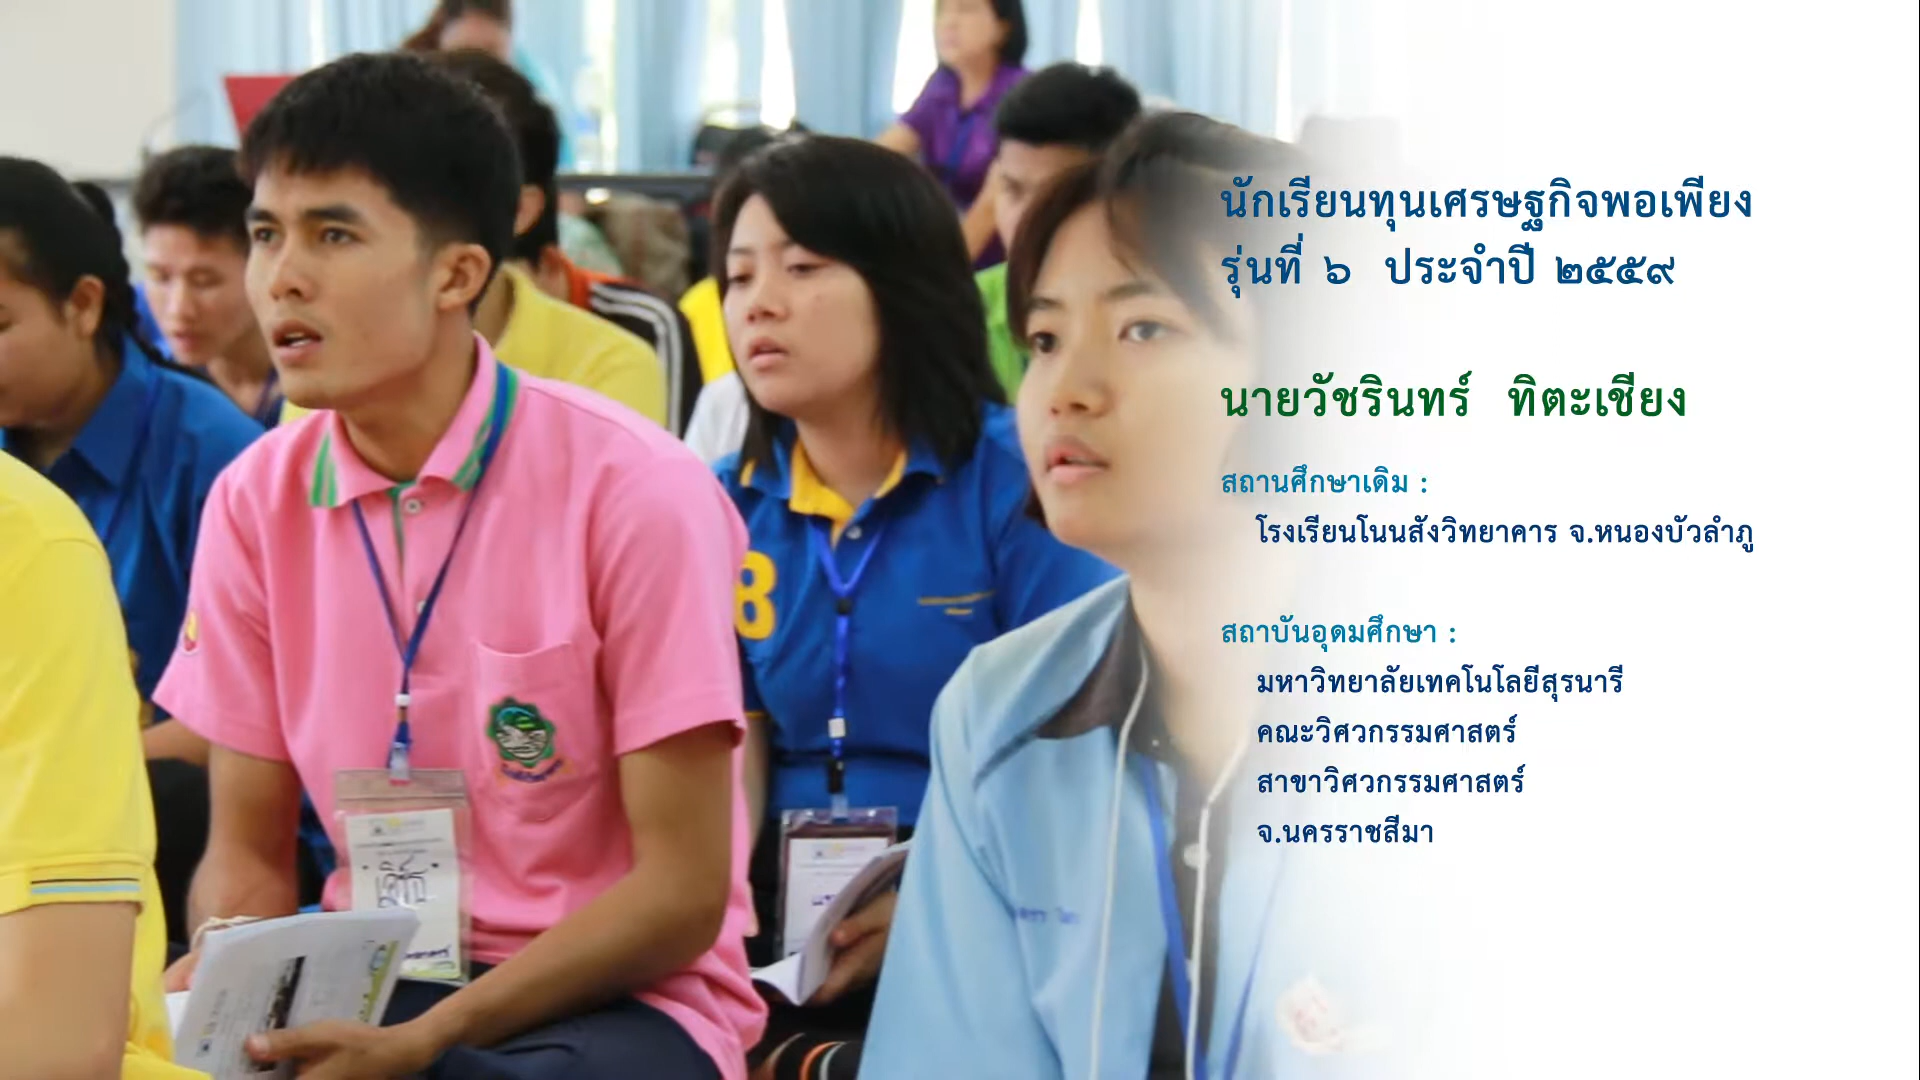 นักเรียนทุนเศรษฐกิจพอเพียง
รุ่นที่ ๖ ประจำปี ๒๕๕๙
นายวัชรินทร์ ทิตะเชียง
สถานศึกษาเดิม :
โรงเรียนโนนสังวิทยาคาร จ.หนองบัวลำภู
สถาบันอุดมศึกษา :
มหาวิทยาลัยเทคโนโลยีสุรนารี
คณะวิศวกรรมศาสตร์
สาขาวิศวกรรมศาสตร์
จ.นครราชสีมา
8